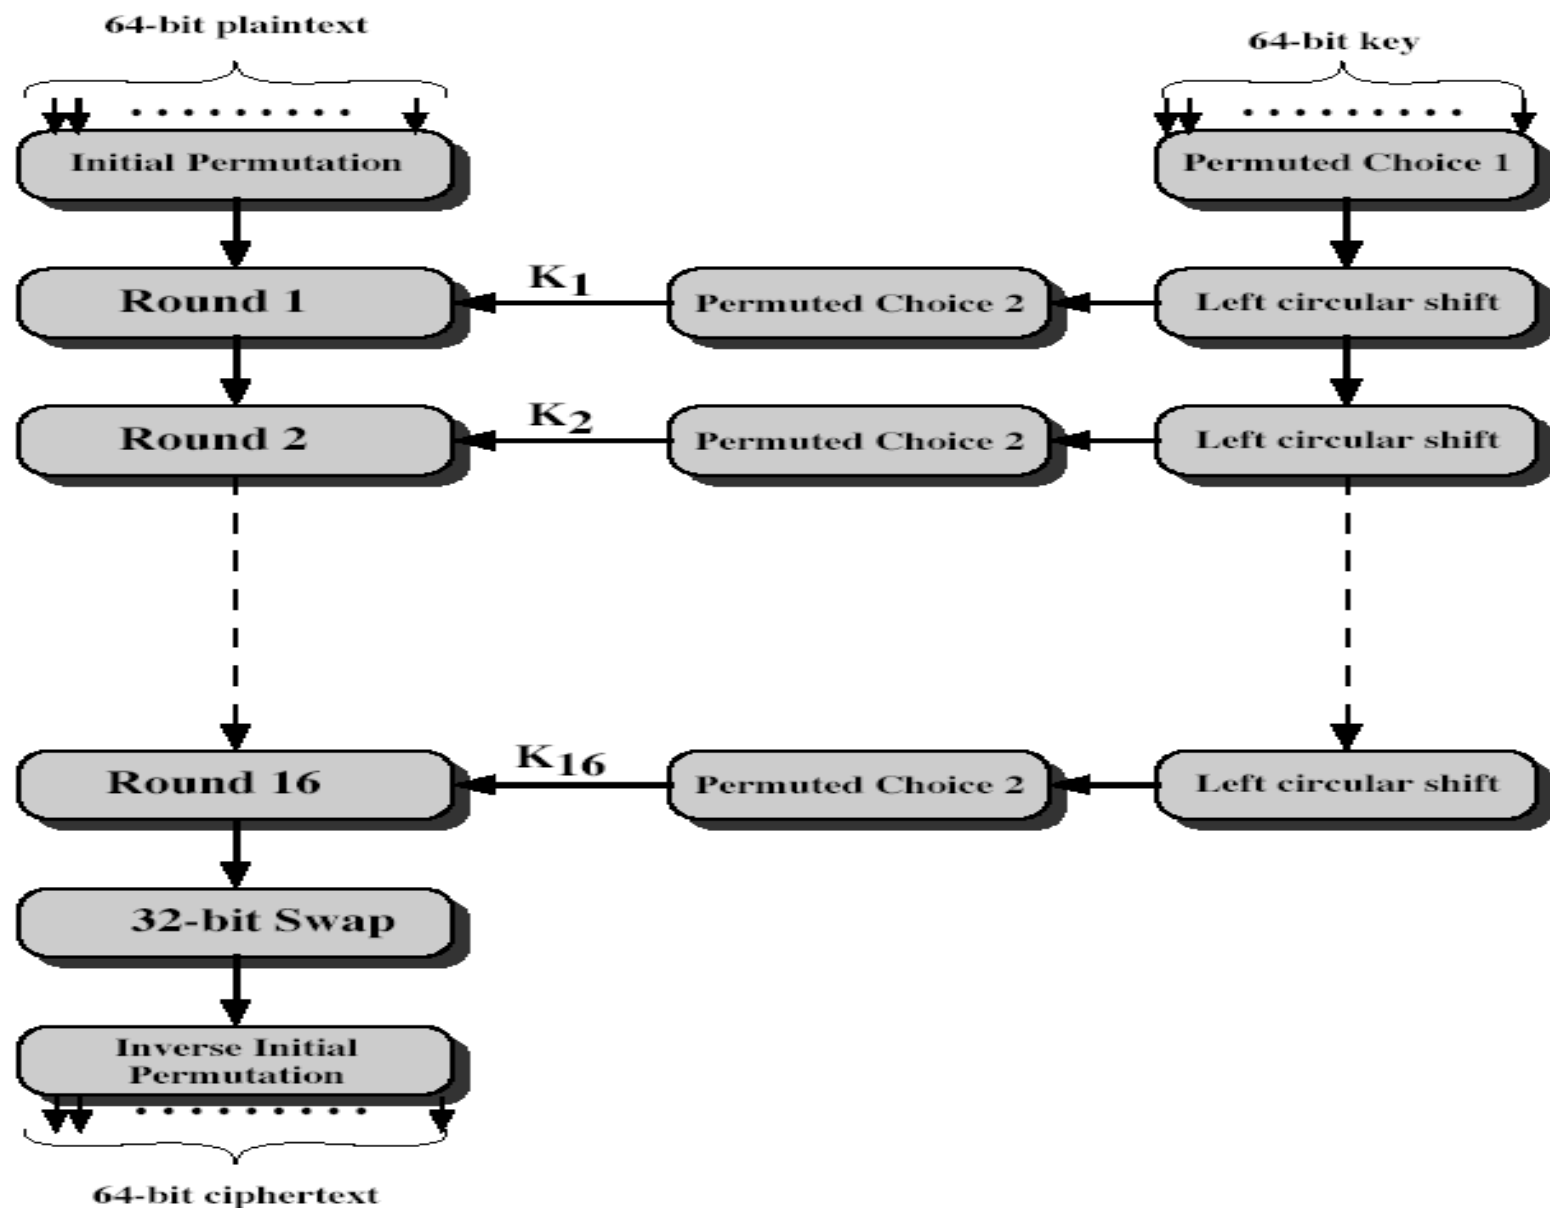 64-bit plaintext
64-bit key
Initial Permutation
Permuted Choice 1
Round 1
K1
Permuted Choice 2
Left circular shift
Round 2
K2
Permuted Choice 2
Left circular shift
Round 16
K16
Permuted Choice 2
Left circular shift
32-bit Swap
Inverse Initial
Permutation
64-bit ciphertext